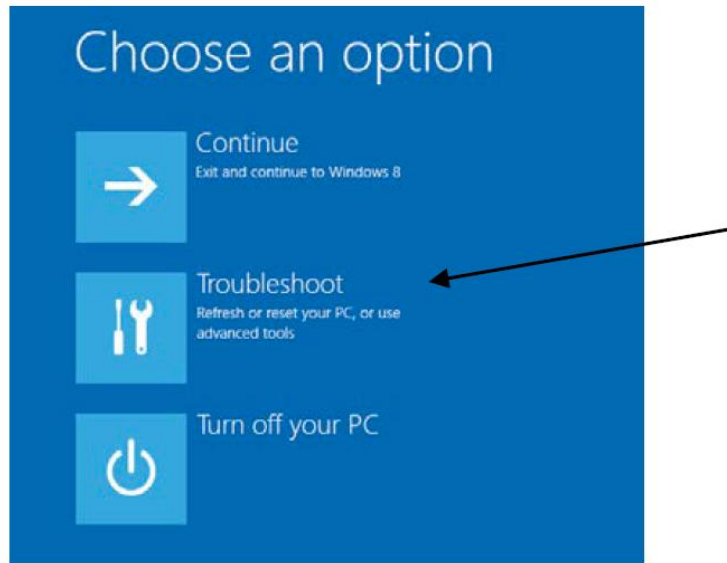 Choose an option
Continue
Exit and continue to Windows 8
Troubleshoot
Refresh or reset your PC, or use
advanced tools
Turn off your PC